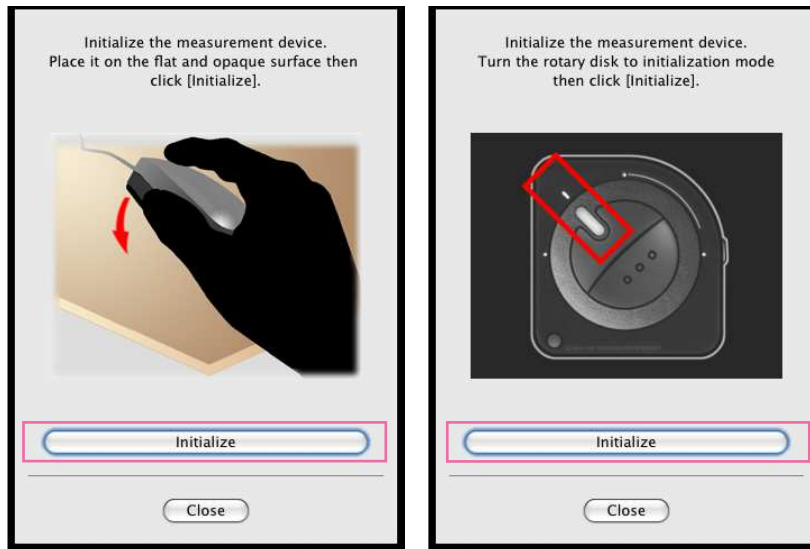 Initialize the measurement device.
Place it on the flat and opaque surface then
click [Initialize].
Initialize
Close
Initialize the measurement device.
Turn the rotary disk to initialization mode
then click [Initialize].
Initialize
Close